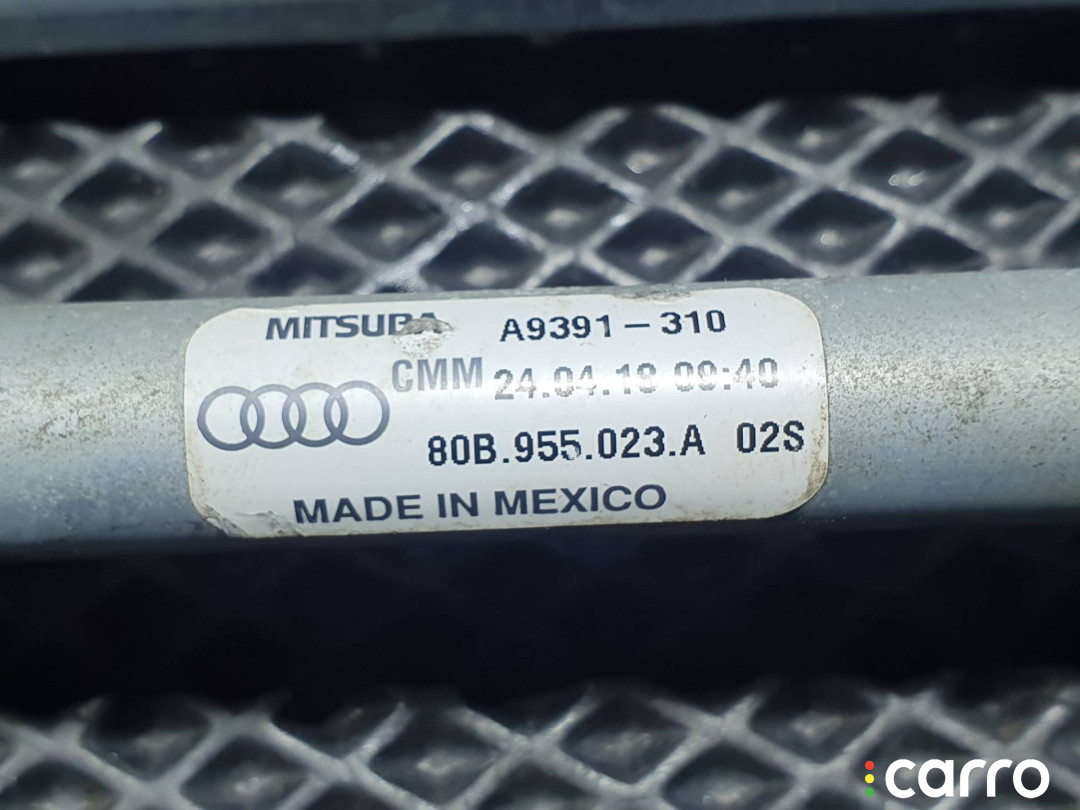 MITSUBA A9391-310
CMM 24.04.18 09:40
80B.955.023.A 02S
MADE IN MEXICO
carro